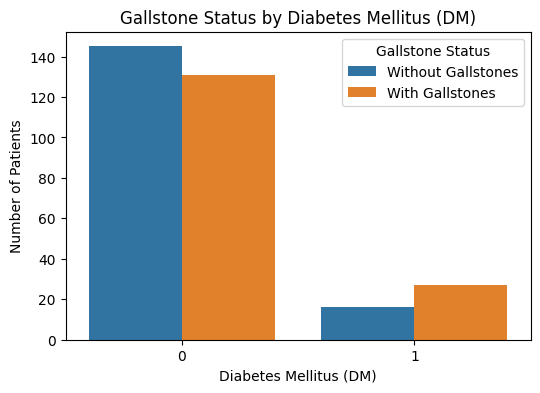 Gallstone Status by Diabetes Mellitus (DM)
Gallstone Status
Without Gallstones
With Gallstones
Number of Patients
140
120
100
80
60
40
20
0
0 1
Diabetes Mellitus (DM)